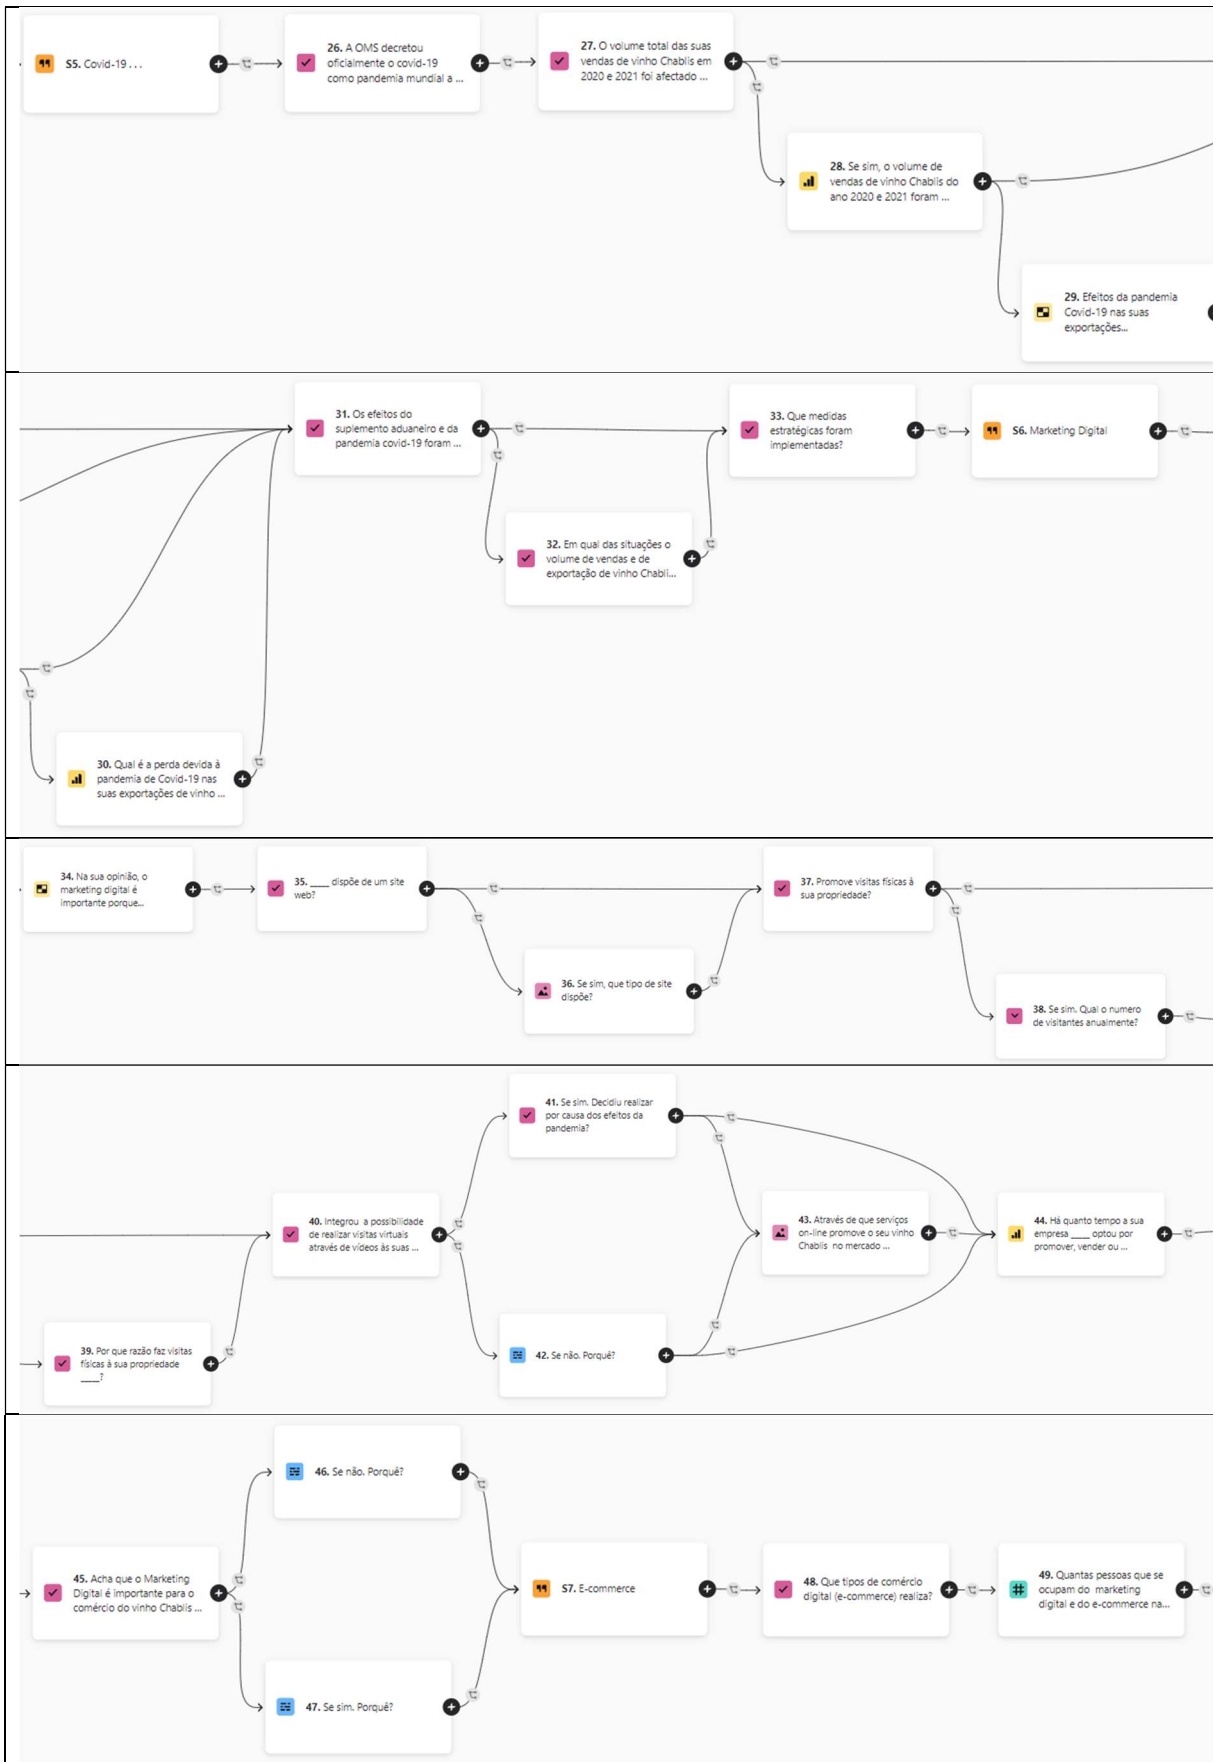 S5. Covid-19 . . .
26. A OMS decretou
oficialmente o covid-19
como pandemia mundial a ...
27. O volume total das suas
vendas de vinho Chablis em
2020 e 2021 foi afectado ...
28. Se sim, o volume de
vendas de vinho Chablis do
ano 2020 e 2021 foram ...
29. Efeitos da pandemia
Covid-19 nas suas
exportações...
31. Os efeitos do
suplemento aduaneiro e da
pandemia covid-19 foram ...
33. Que medidas
estratégicas foram
implementadas?
S6. Marketing Digital
32. Em qual das situações o
volume de vendas e de
exportação de vinho Chabli...
30. Qual é a perda devida à
pandemia de Covid-19 nas
suas exportações de vinho ...
34. Na sua opinião, o
marketing digital é
importante porque...
35. ____ dispõe de um site
web?
37. Promove visitas físicas à
sua propriedade?
36. Se sim, que tipo de site
dispõe?
38. Se sim. Qual o numero
de visitantes anualmente?
41. Se sim. Decidiu realizar
por causa dos efeitos da
pandemia?
40. Integrou a possibilidade
de realizar visitas virtuais
através de vídeos às suas ...
43. Através de que serviços
on-line promove o seu vinho
Chablis no mercado ...
44. Há quanto tempo a sua
empresa ____ optou por
promover, vender ou ...
39. Por que razão faz visitas
físicas à sua propriedade
____?
42. Se não. Porquê?
46. Se não. Porquê?
45. Acha que o Marketing
Digital é importante para o
comércio do vinho Chablis ...
S7. E-commerce
48. Que tipos de comércio
digital (e-commerce) realiza?
49. Quantas pessoas que se
ocupam do marketing
digital e do e-commerce na...
47. Se sim. Porquê?